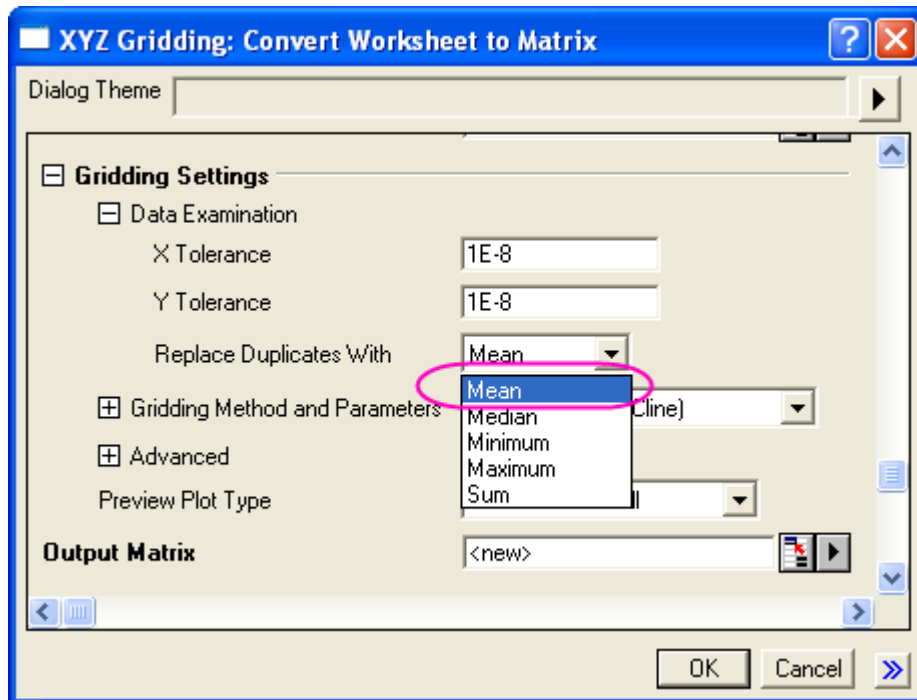 XYZ Gridding: Convert Worksheet to Matrix
Dialog Theme
Gridding Settings
Data Examination
X Tolerance 1E-8
Y Tolerance 1E-8
Replace Duplicates With Mean
Mean
Gridding Method and Parameters Cline)
Median
Minimum
Advanced
Maximum
Sum
Preview Plot Type
Output Matrix <new>
OK Cancel